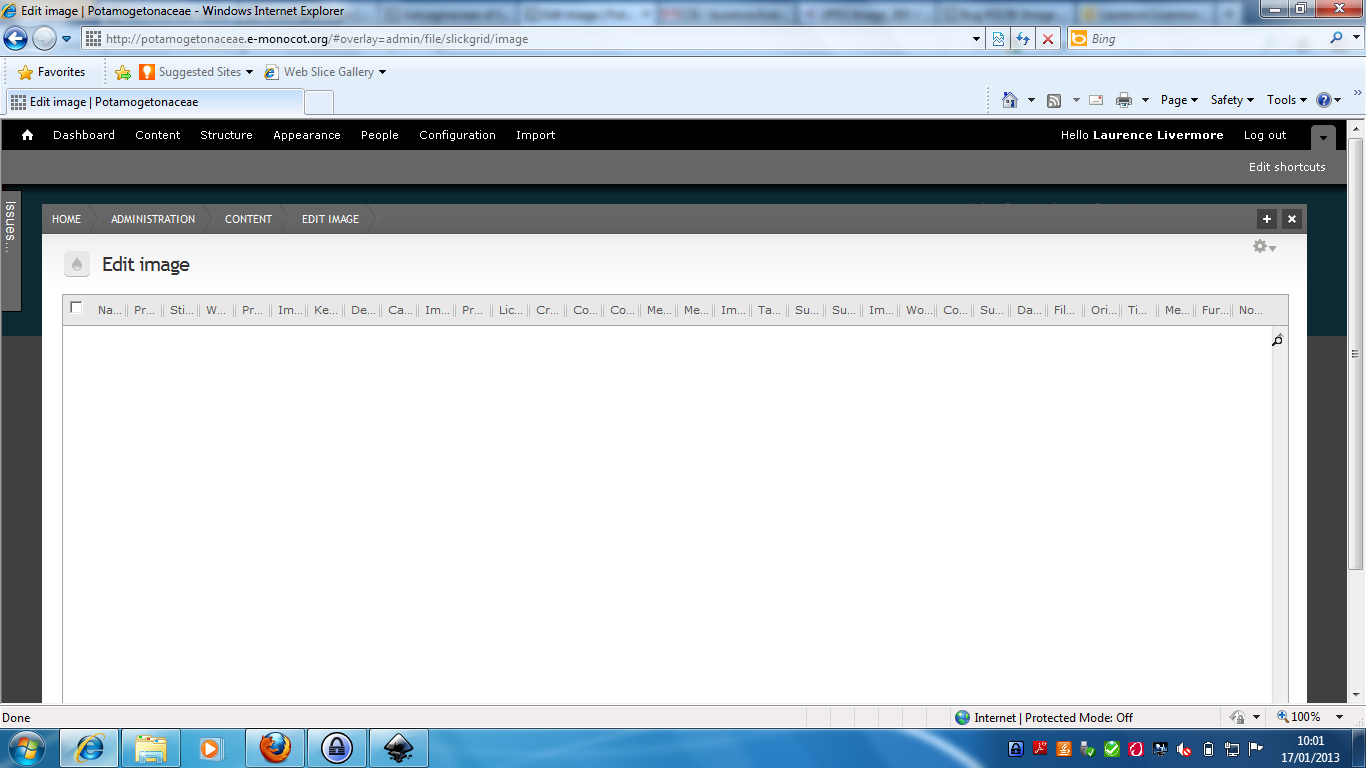 Edit image | Potamogetonaceae - Windows Internet Explorer
http://potamogetonaceae.e-monocot.org/#overlay=admin/file/slickgrid/image
Bing
Favorites Suggested Sites Web Slice Gallery
Edit image | Potamogetonaceae
Page Safety Tools
Dashboard Content Structure Appearance People Configuration Import Hello Laurence Livermore Log out
Edit shortcuts
Issues...
HOME ADMINISTRATION CONTENT EDIT IMAGE
Edit image
Na... Pr... Sti... W... Pr... Im... Ke... De... Ca... Im... Pr... Lic... Cr... Co... Co... Me... Me... Im... Ta... Su... Su... Im... Wo... Co... Su... Da... Fil... Ori... Ti... Me... Fur... No...
Done Internet | Protected Mode: Off 100%
10:01
17/01/2013